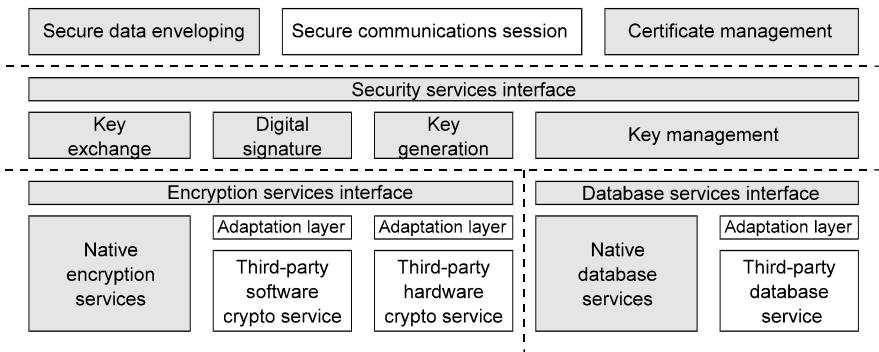 Secure data enveloping
Secure communications session
Certificate management
Security services interface
Key
exchange
Digital
signature
Key
generation
Key management
Encryption services interface
Database services interface
Native
encryption
services
Adaptation layer
Third-party
software
crypto service
Adaptation layer
Third-party
hardware
crypto service
Native
database
services
Adaptation layer
Third-party
database
service